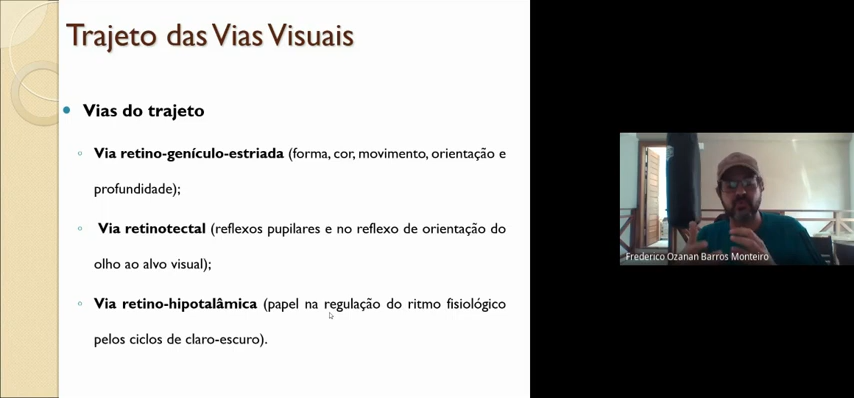 Trajeto das Vias Visuais
Vias do trajeto
Via retino-genículo-estriada (forma, cor, movimento, orientação e
profundidade);
Via retinotectal (reflexos pupilares e no reflexo de orientação do
olho ao alvo visual);
Via retino-hipotalâmica (papel na regulação do ritmo fisiológico
pelos ciclos de claro-escuro).
Frederico Ozanan Barros Monteiro